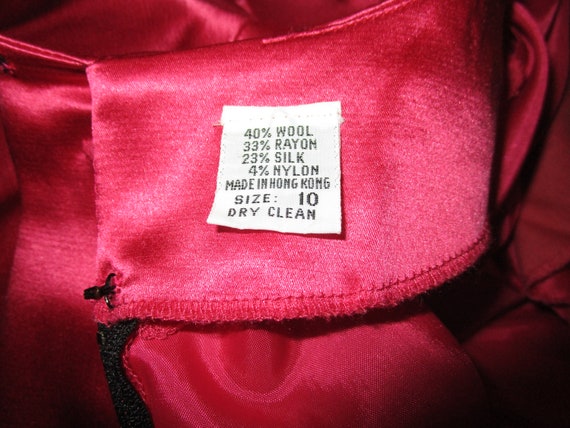 40% WOOL
33% RAYON
23% SILK
4% NYLON
MADE IN HONG KONG
SIZE: 10
DRY CLEAN